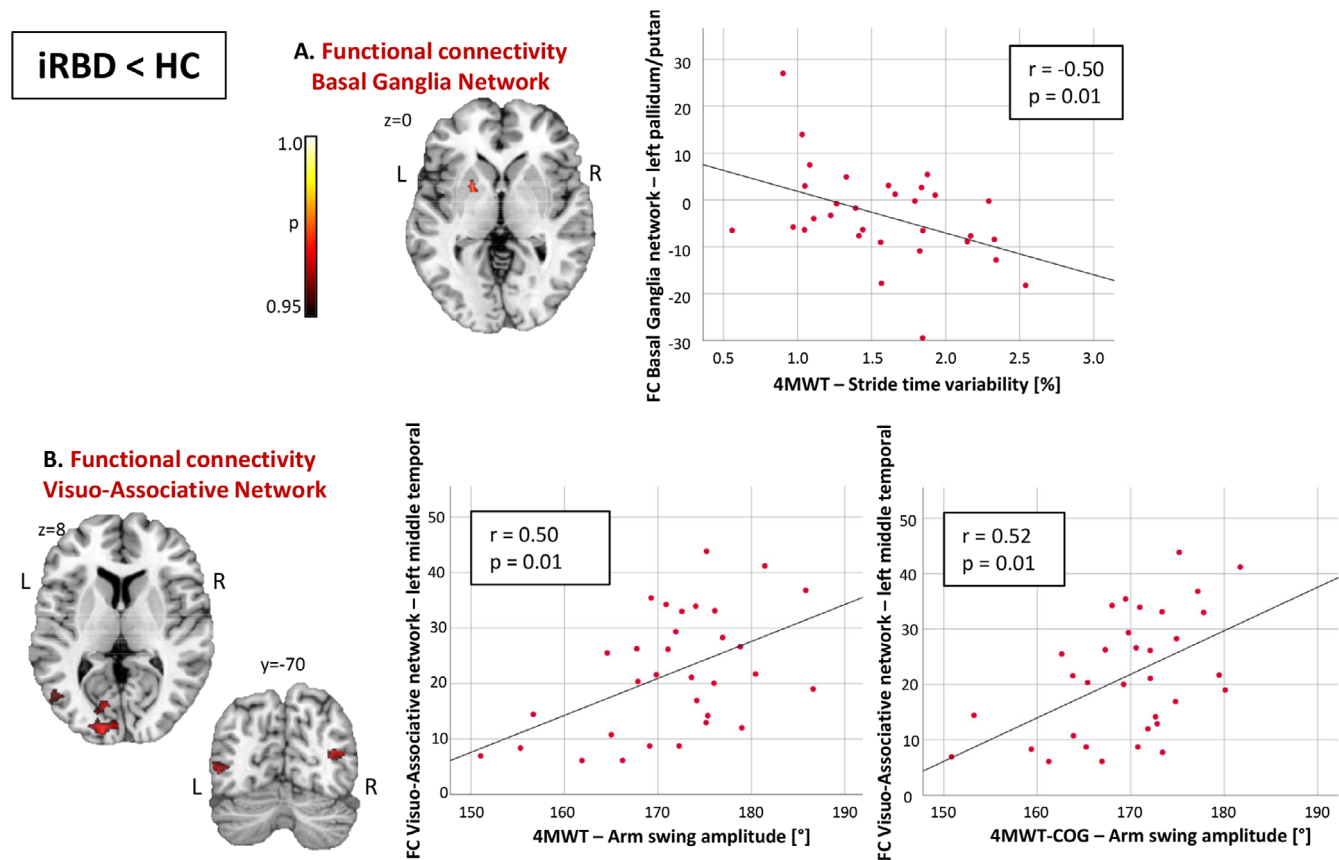 iRBD < HC
A. Functional connectivity
Basal Ganglia Network
z=0
1.0
p
0.95
L
R
FC Basal Ganglia network – left pallidum/putan
30
20
10
0
-10
-20
-30
r = -0.50
p = 0.01
0.5 1.0 1.5 2.0 2.5 3.0
4MWT – Stride time variability [%]
B. Functional connectivity
Visuo-Associative Network
z=8
L
R
y=-70
L
R
FC Visuo-Associative network – left middle temporal
50
40
30
20
10
0
r = 0.50
p = 0.01
150 160 170 180 190
4MWT – Arm swing amplitude [°]
FC Visuo-Associative network – left middle temporal
50
40
30
20
10
0
r = 0.52
p = 0.01
150 160 170 180 190
4MWT-COG – Arm swing amplitude [°]